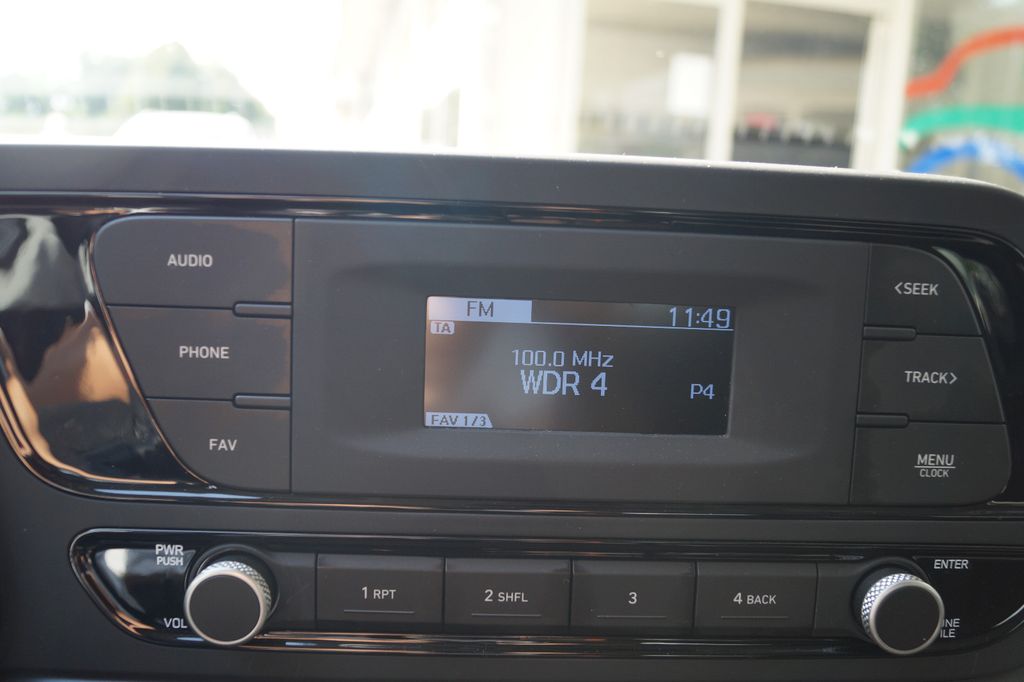 AUDIO
PHONE
FAV
FM
11:49
TA
100.0 MHz
WDR 4
P4
FAV 1/3
<SEEK
TRACK>
MENU
CLOCK
PWR
PUSH
VOL
1 RPT
2 SHFL
3
4 BACK
ENTER